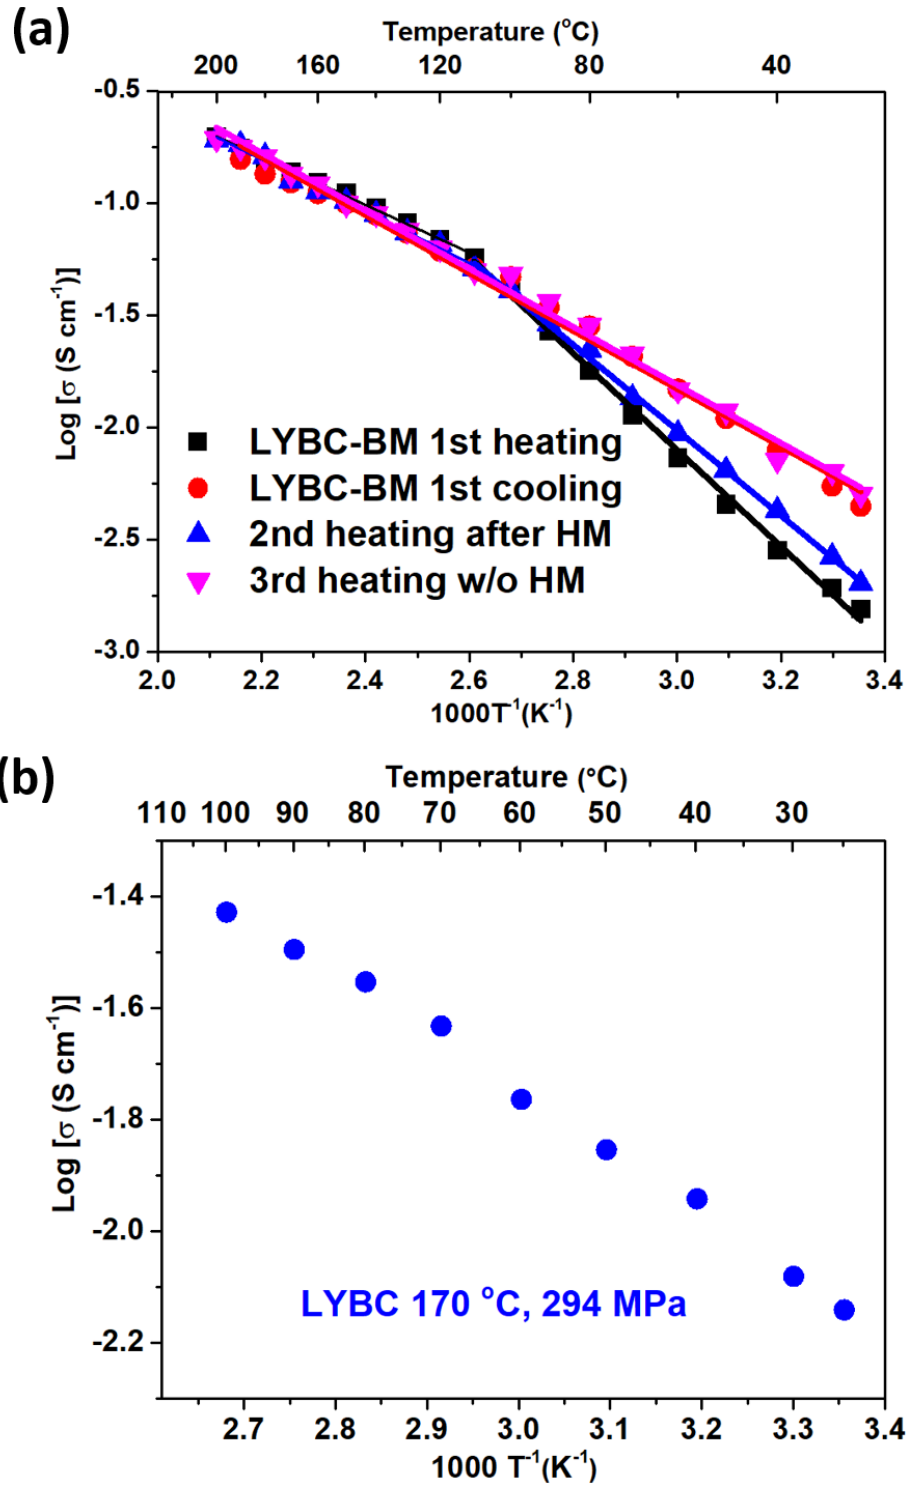 (a)
Temperature (°C)
200 160 120 80 40
-0.5
-1.0
-1.5
-2.0
-2.5
-3.0
Log [σ (S cm⁻¹)]
LYBC-BM 1st heating
LYBC-BM 1st cooling
2nd heating after HM
3rd heating w/o HM
2.0 2.2 2.4 2.6 2.8 3.0 3.2 3.4
1000T⁻¹(K⁻¹)
(b)
Temperature (°C)
110 100 90 80 70 60 50 40 30
-1.4
-1.6
-1.8
-2.0
-2.2
Log [σ (S cm⁻¹)]
LYBC 170 °C, 294 MPa
2.7 2.8 2.9 3.0 3.1 3.2 3.3 3.4
1000 T⁻¹(K⁻¹)